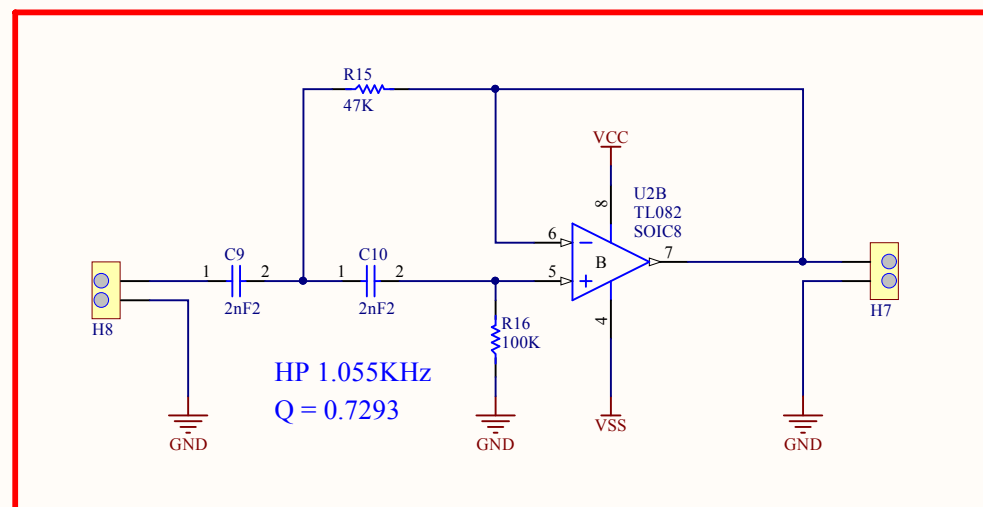 R15
47K
VCC
U2B
TL082
SOIC8
8
6
7
B
5
4
C9
1
2
2nF2
C10
1
2
2nF2
H8
H7
R16
100K
HP 1.055KHz
Q = 0.7293
GND
GND
VSS
GND